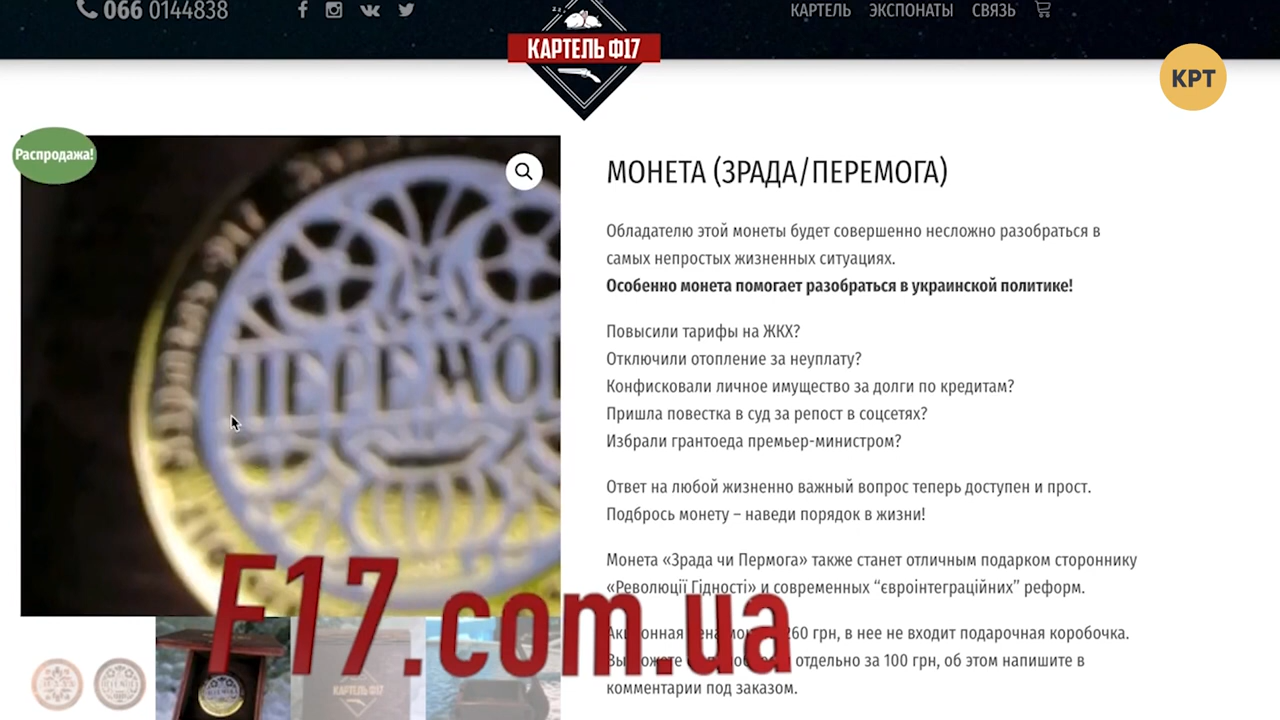 066 0144838
КАРТЕЛЬ ЭКСПОНАТЫ СВЯЗЬ
КАРТЕЛЬ Ф17
КРТ
Распродажа!
МОНЕТА (ЗРАДА/ПЕРЕМОГА)
Обладателю этой монеты будет совершенно несложно разобраться в
самых непростых жизненных ситуациях.
Особенно монета помогает разобраться в украинской политике!
Повысили тарифы на ЖКХ?
Отключили отопление за неуплату?
Конфисковали личное имущество за долги по кредитам?
Пришла повестка в суд за репост в соцсетях?
Избрали грантоеда премьер-министром?
Ответ на любой жизненно важный вопрос теперь доступен и прост.
Подбрось монету – наведи порядок в жизни!
Монета «Зрада чи Пермога» также станет отличным подарком стороннику
«Революції Гідності» и современных “євроінтеграційних” реформ.
260 грн, в нее не входит подарочная коробочка.
отдельно за 100 грн, об этом напишите в
комментарии под заказом.
ПЕРЕМО
F17.com.ua
КАРТЕЛЬ Ф17